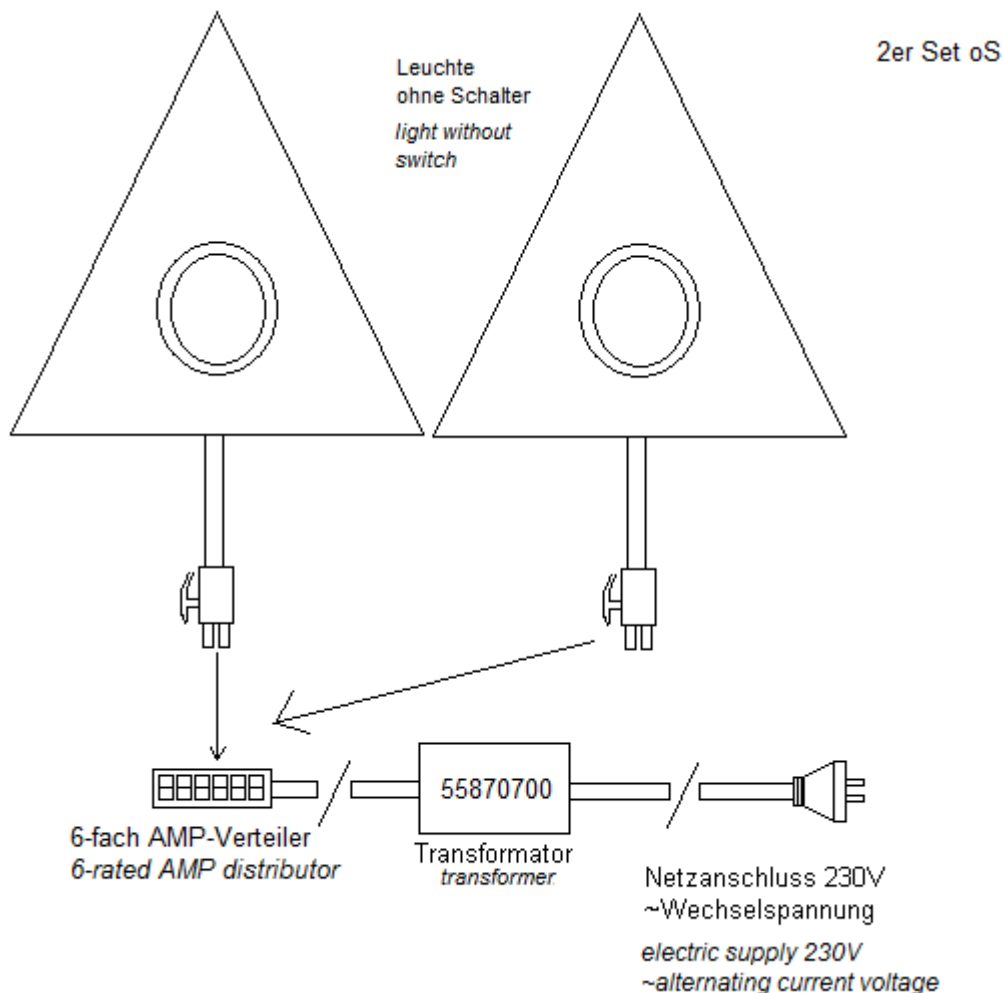 2er Set oS
Leuchte
ohne Schalter
light without
switch
55870700
6-fach AMP-Verteiler
6-rated AMP distributor
Transformator
transformer
Netzanschluss 230V
~Wechselspannung
electric supply 230V
~alternating current voltage